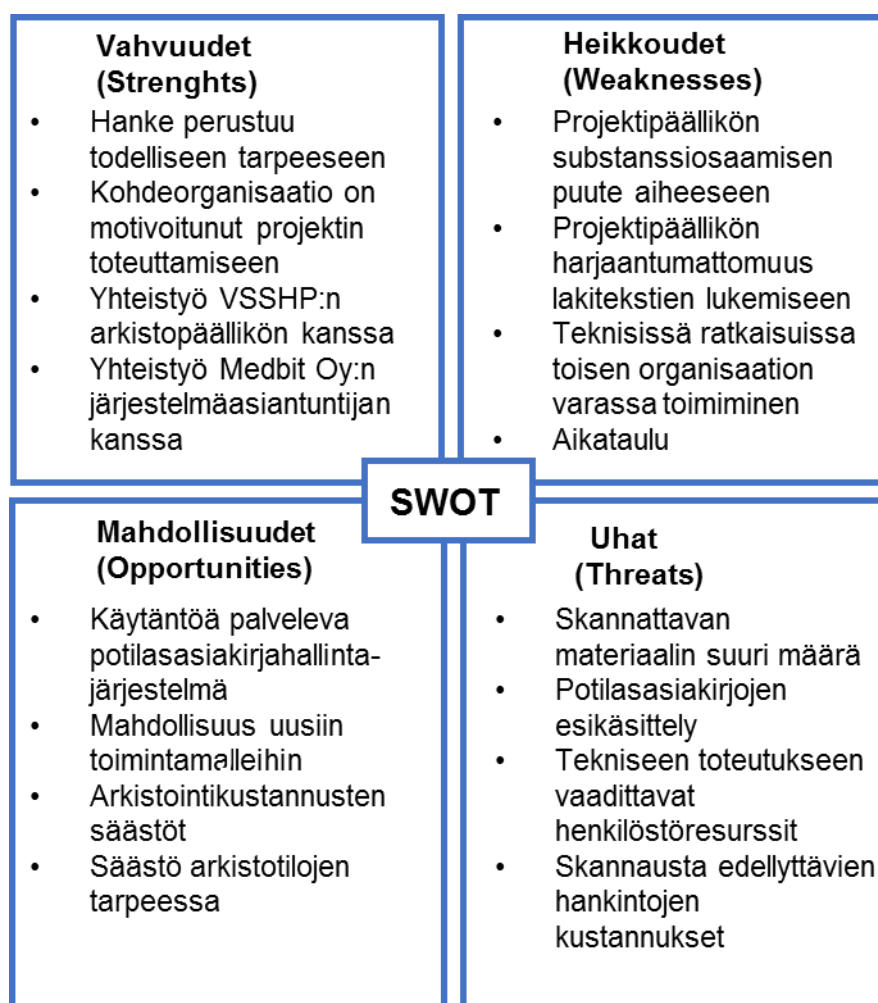 Vahvuudet
(Strenghts)
• Hanke perustuu
todelliseen tarpeeseen
• Kohdeorganisaatio on
motivoitunut projektin
toteuttamiseen
• Yhteistyö VSSHP:n
arkistopäällikön kanssa
• Yhteistyö Medbit Oy:n
järjestelmäasiantuntijan
kanssa
Heikkoudet
(Weaknesses)
• Projektipäällikön
substanssiosaamisen
puute aiheeseen
• Projektipäällikön
harjaantumattomuus
lakitekstien lukemiseen
• Teknisissä ratkaisuissa
toisen organisaation
varassa toimiminen
• Aikataulu
SWOT
Mahdollisuudet
(Opportunities)
• Käytäntöä palveleva
potilasasiakirjahallinta-
järjestelmä
• Mahdollisuus uusiin
toimintamalleihin
• Arkistointikustannusten
säästöt
• Säästö arkistotilojen
tarpeessa
Uhat
(Threats)
• Skannattavan
materiaalin suuri määrä
• Potilasasiakirjojen
esikäsittely
• Tekniseen toteutukseen
vaadittavat
henkilöstöresurssit
• Skannausta edellyttävien
hankintojen
kustannukset